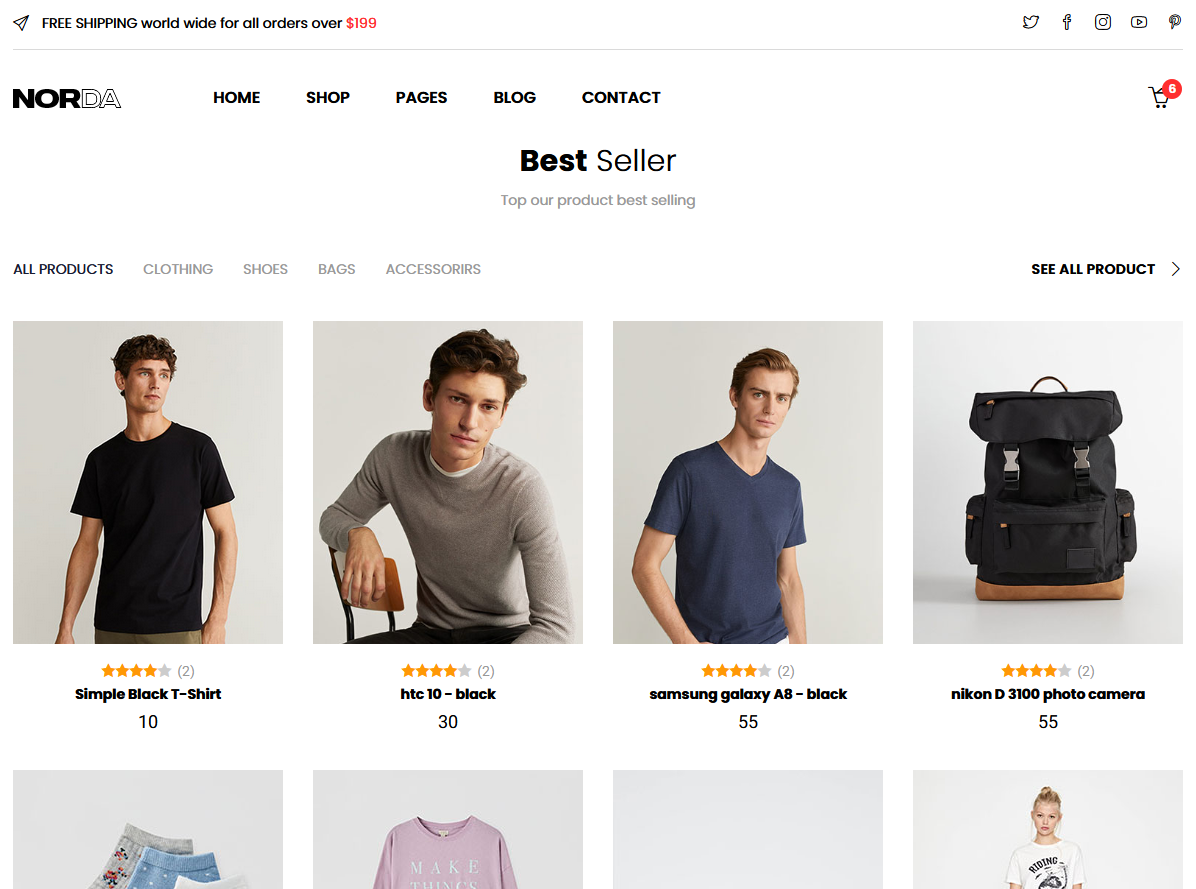 FREE SHIPPING world wide for all orders over $199
NORDA
HOME
SHOP
PAGES
BLOG
CONTACT
6
Best Seller
Top our product best selling
ALL PRODUCTS
CLOTHING
SHOES
BAGS
ACCESSORIRS
SEE ALL PRODUCT
(2)
Simple Black T-Shirt
10
(2)
htc 10 - black
30
(2)
samsung galaxy A8 - black
55
(2)
nikon D 3100 photo camera
55
MAKE
THINGS
RIDING